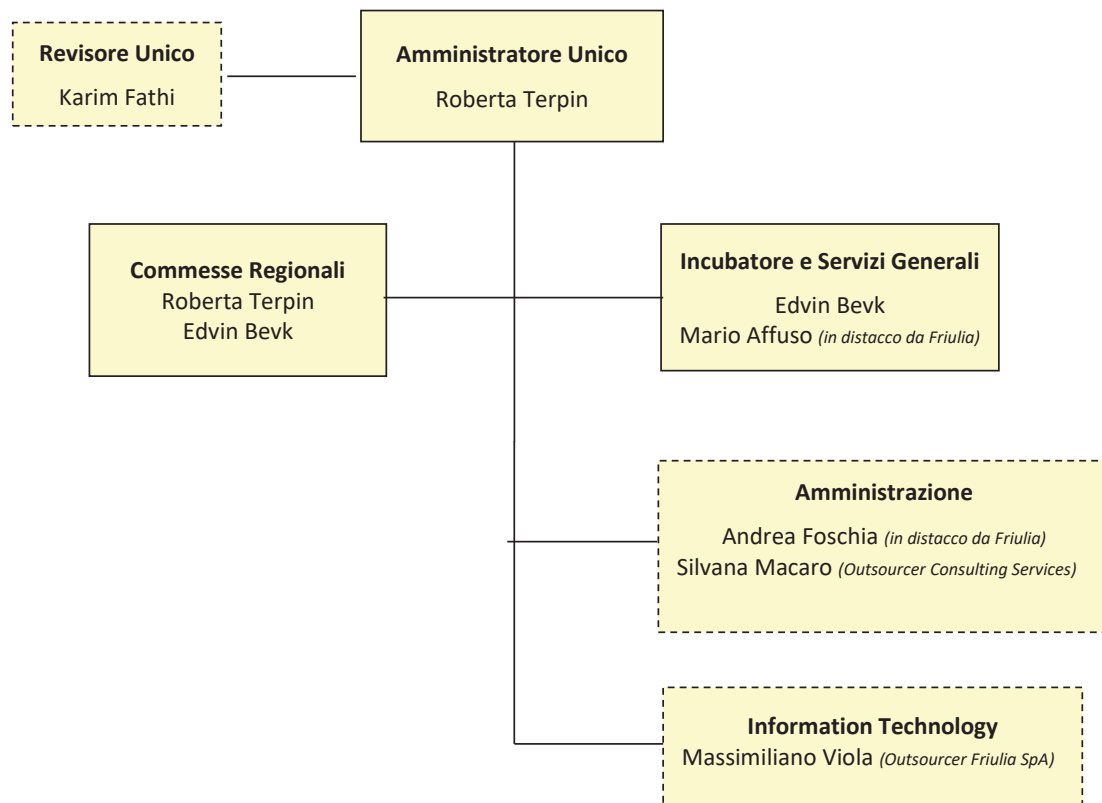 Revisore Unico
Karim Fathi
Amministratore Unico
Roberta Terpin
Commesse Regionali
Roberta Terpin
Edvin Bevk
Incubatore e Servizi Generali
Edvin Bevk
Mario Affuso (in distacco da Friulia)
Amministrazione
Andrea Foschia (in distacco da Friulia)
Silvana Macaro (Outsourcer Consulting Services)
Information Technology
Massimiliano Viola (Outsourcer Friulia SpA)